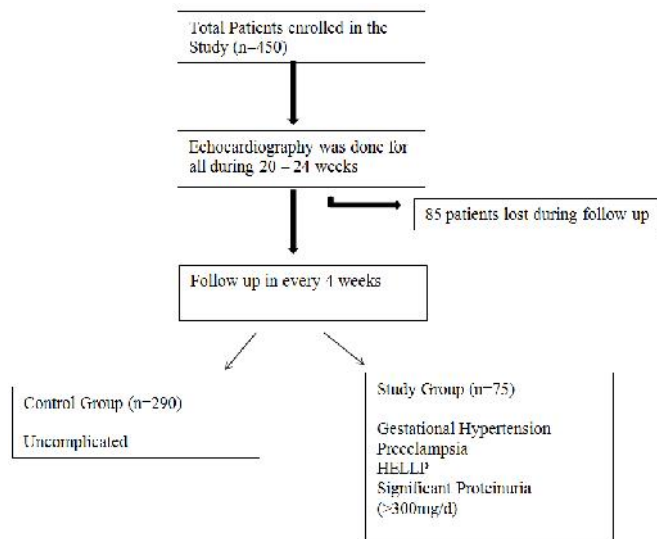 Total Patients enrolled in the
Study (n=450)
Echocardiography was done for
all during 20 – 24 weeks
85 patients lost during follow up
Follow up in every 4 weeks
Control Group (n=290)
Uncomplicated
Study Group (n=75)
Gestational Hypertension
Preeclampsia
HELLP
Significant Proteinuria
(>300mg/d)